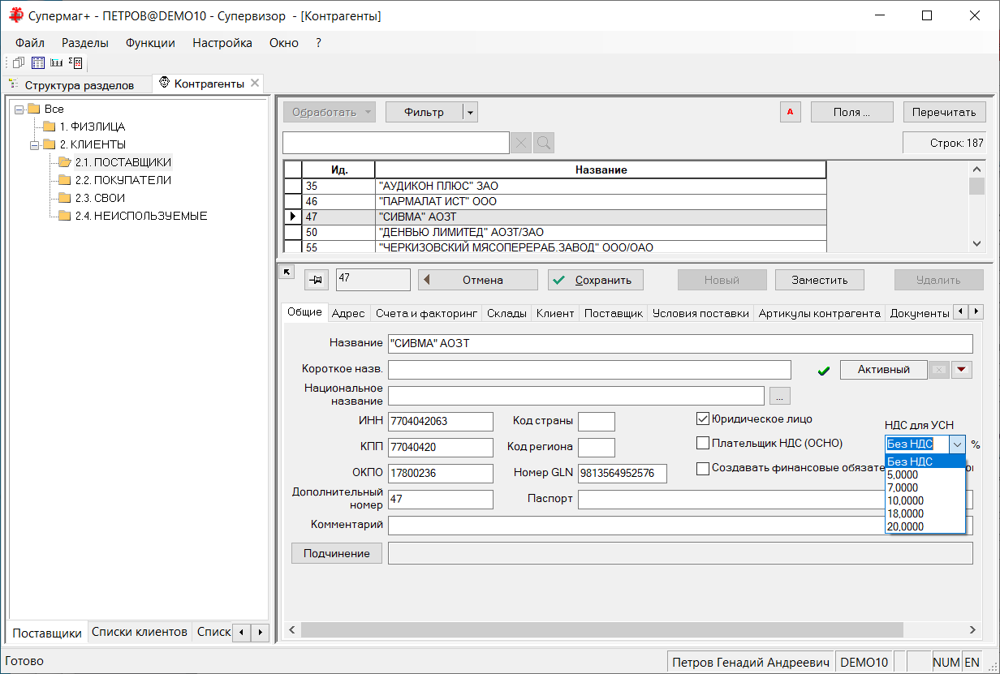 Супермаг+ - ПЕТРОВ@DEMO10 - Супервизор - [Контрагенты]
Файл Разделы Функции Настройка Окно ?
Структура разделов Контрагенты
Все
1. ФИЗЛИЦА
2. КЛИЕНТЫ
2.1. ПОСТАВЩИКИ
2.2. ПОКУПАТЕЛИ
2.3. СВОИ
2.4. НЕИСПОЛЬЗУЕМЫЕ
Поставщики Списки клиентов Списк
Обработать Фильтр А Поля ... Перечитать
Строк: 187
Ид. Название
35 "АУДИКОН ПЛЮС" ЗАО
46 "ПАРМАЛАТ ИСТ" ООО
47 "СИВМА" АОЗТ
50 "ДЕНВЬЮ ЛИМИТЕД" АОЗТ/ЗАО
55 "ЧЕРКИЗОВСКИЙ МЯСОПЕРЕРАБ.ЗАВОД" ООО/ОАО
47 Отмена Сохранить Новый Заместить Удалить
Общие Адрес Счета и факторинг Склады Клиент Поставщик Условия поставки Артикулы контрагента Документы
Название "СИВМА" АОЗТ
Короткое назв. Активный
Национальное
название ...
ИНН 7704042063 Код страны Юридическое лицо НДС для УСН
КПП 77040420 Код региона Плательщик НДС (ОСНО) Без НДС %
ОКПО 17800236 Номер GLN 9813564952576 Создавать финансовые обязате
Без НДС
5,0000
7,0000
10,0000
18,0000
20,0000
Дополнительный
номер 47 Паспорт
Комментарий
Подчинение
Готово Петров Генадий Андреевич DEMO10 NUM EN